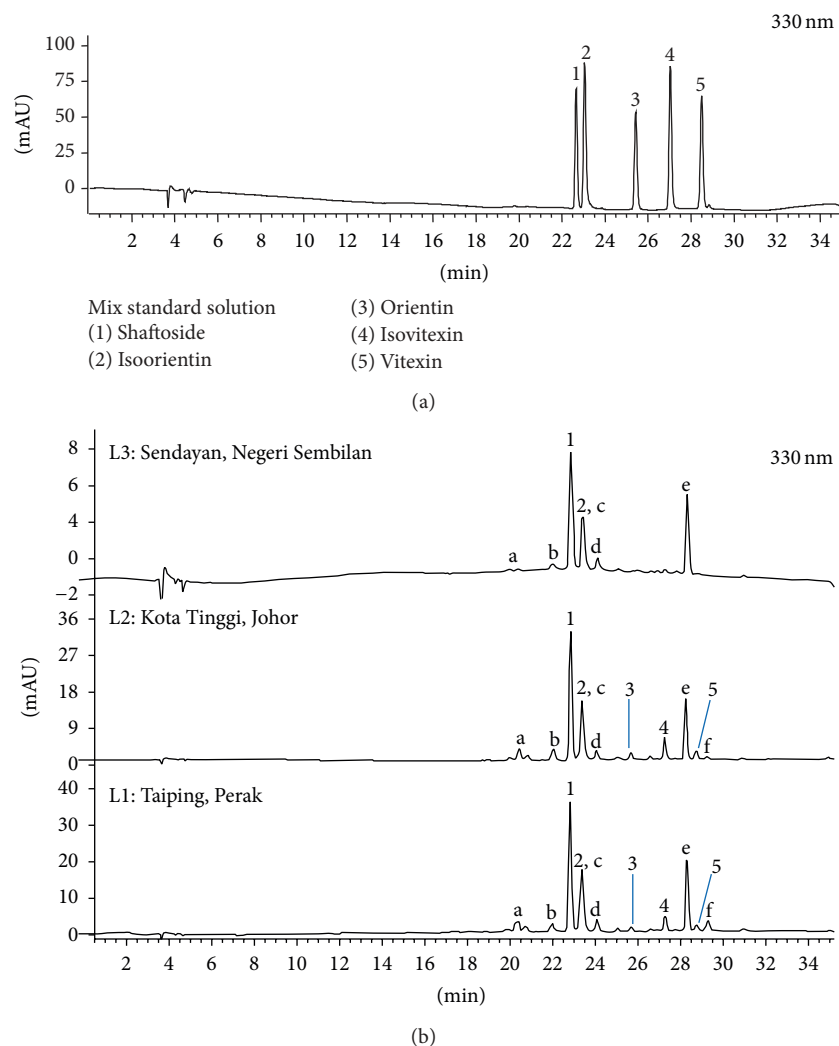 330 nm
100
75
50
25
0
(mAU)
1
2
3
4
5
2 4 6 8 10 12 14 16 18 20 22 24 26 28 30 32 34
(min)
Mix standard solution
(1) Shaftoside
(2) Isoorientin
(3) Orientin
(4) Isovitexin
(5) Vitexin
(a)
L3: Sendayan, Negeri Sembilan
330 nm
8
6
4
0
−2
a
b
1
2, c
d
e
L2: Kota Tinggi, Johor
36
27
18
9
0
(mAU)
a
b
1
2, c
d
3
4
e
5
f
L1: Taiping, Perak
40
30
20
10
0
a
b
1
2, c
d
3
4
e
5
f
2 4 6 8 10 12 14 16 18 20 22 24 26 28 30 32 34
(min)
(b)